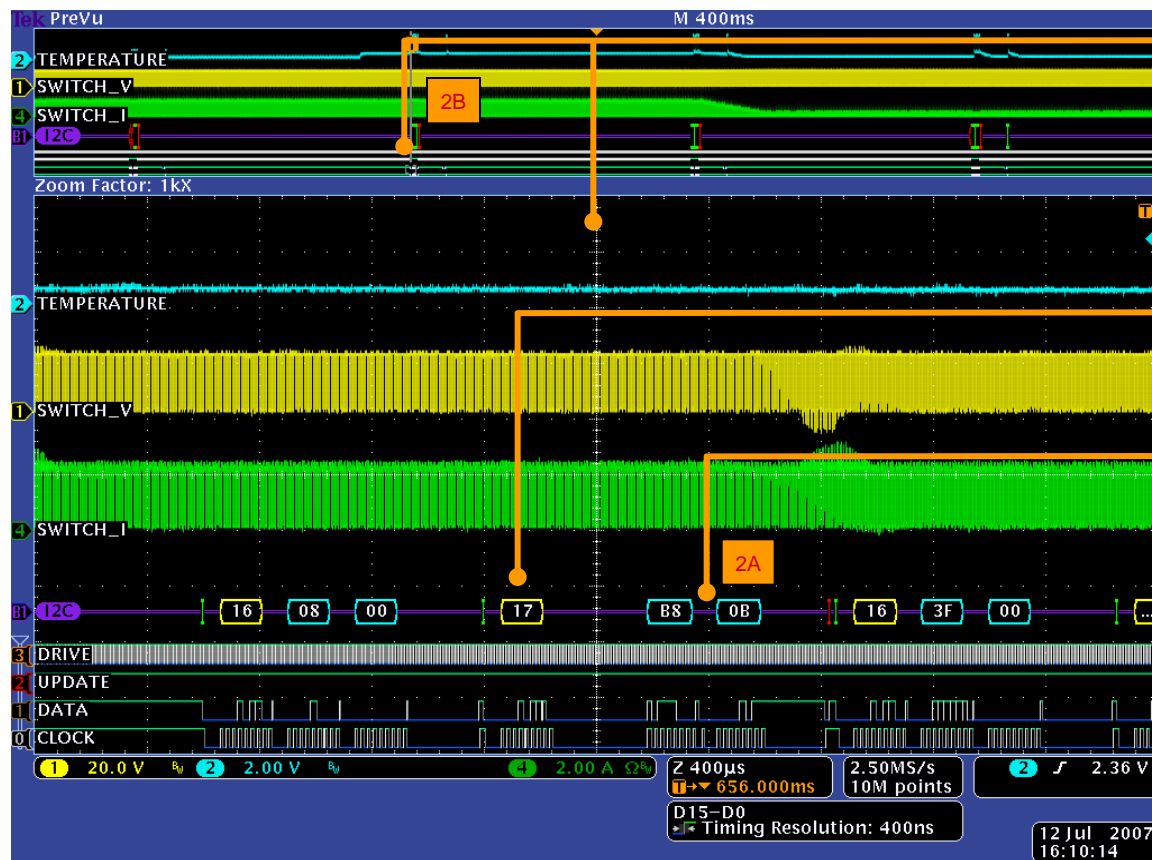 Tek PreVu M 400ms
2 TEMPERATURE
1 SWITCH_V
2B
4 SWITCH_I
B1 I2C
Zoom Factor: 1kX
T
2 TEMPERATURE
1 SWITCH_V
4 SWITCH_I
2A
B1 I2C 16 08 00 17 B8 0B 16 3F 00 ...
3 DRIVE
2 UPDATE
1 DATA
0 CLOCK
1 20.0 V BW 2 2.00 V BW 4 2.00 A ΩBW Z 400µs 2.50MS/s 2 2.36 V
T→▼ 656.000ms 10M points
D15-D0
Timing Resolution: 400ns
12 Jul 2007
16:10:14